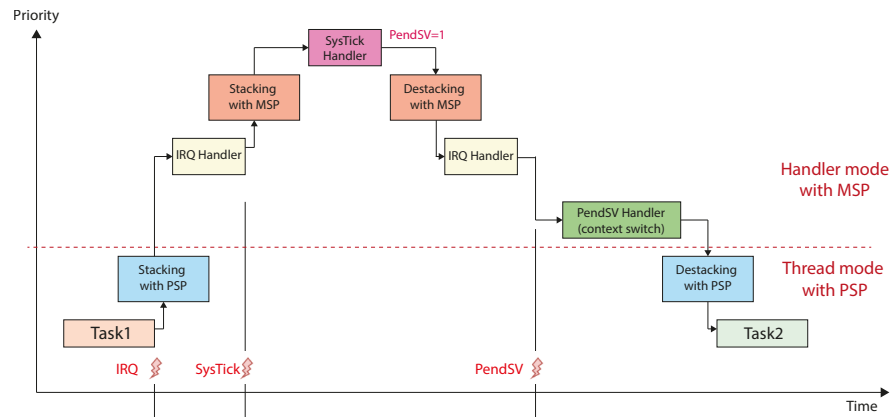 Priority
SysTick
Handler
PendSV=1
Stacking
with MSP
Destacking
with MSP
IRQ Handler
IRQ Handler
Handler mode
with MSP
PendSV Handler
(context switch)
Stacking
with PSP
Destacking
with PSP
Thread mode
with PSP
Task1
Task2
IRQ
SysTick
PendSV
Time